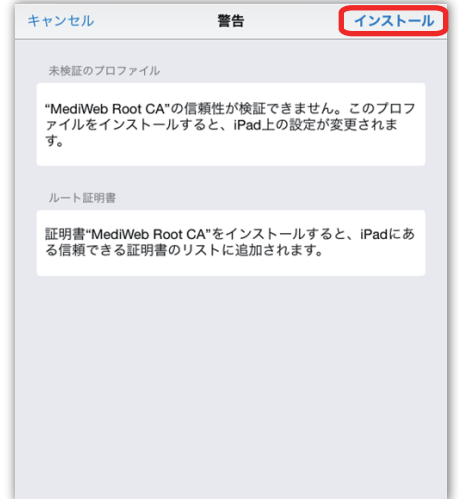 キャンセル 警告 インストール
未検証のプロファイル
“MediWeb Root CA”の信頼性が検証できません。このプロフ
ァイルをインストールすると、iPad上の設定が変更されま
す。
ルート証明書
証明書“MediWeb Root CA”をインストールすると、iPadにあ
る信頼できる証明書のリストに追加されます。